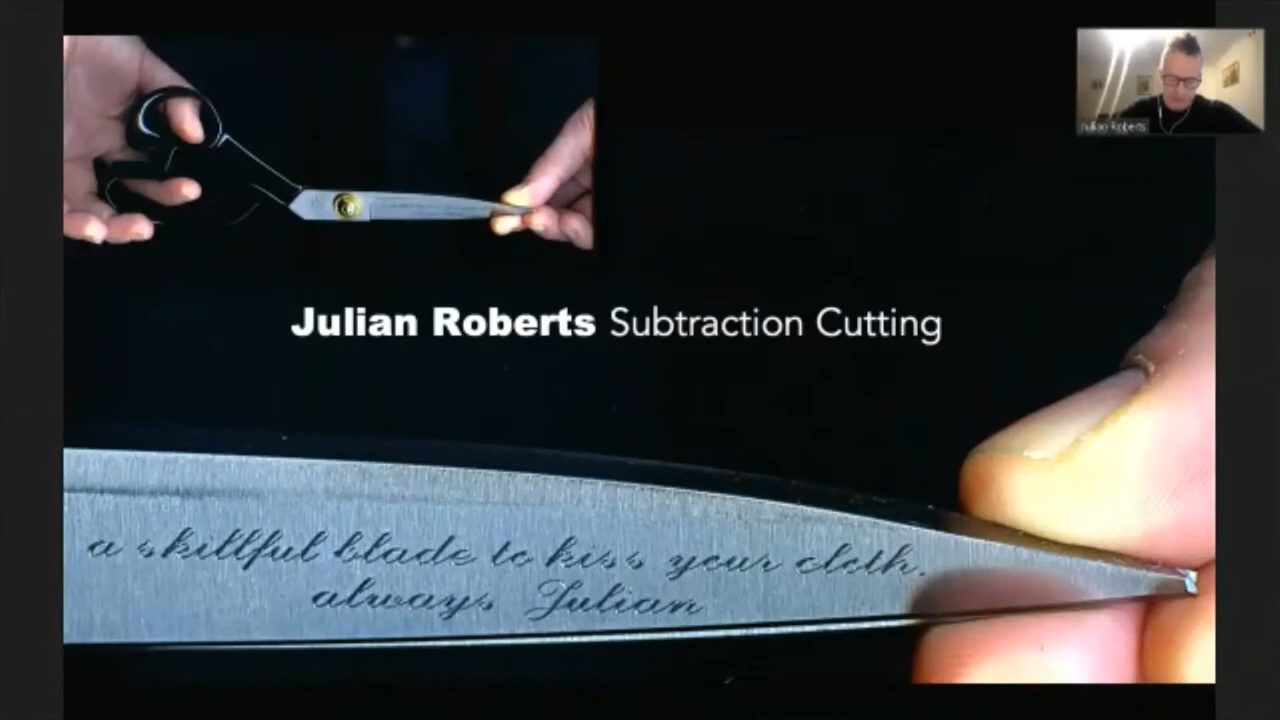 Julian Roberts
Julian Roberts Subtraction Cutting
a skillful blade to kiss your cloth.
always Julian